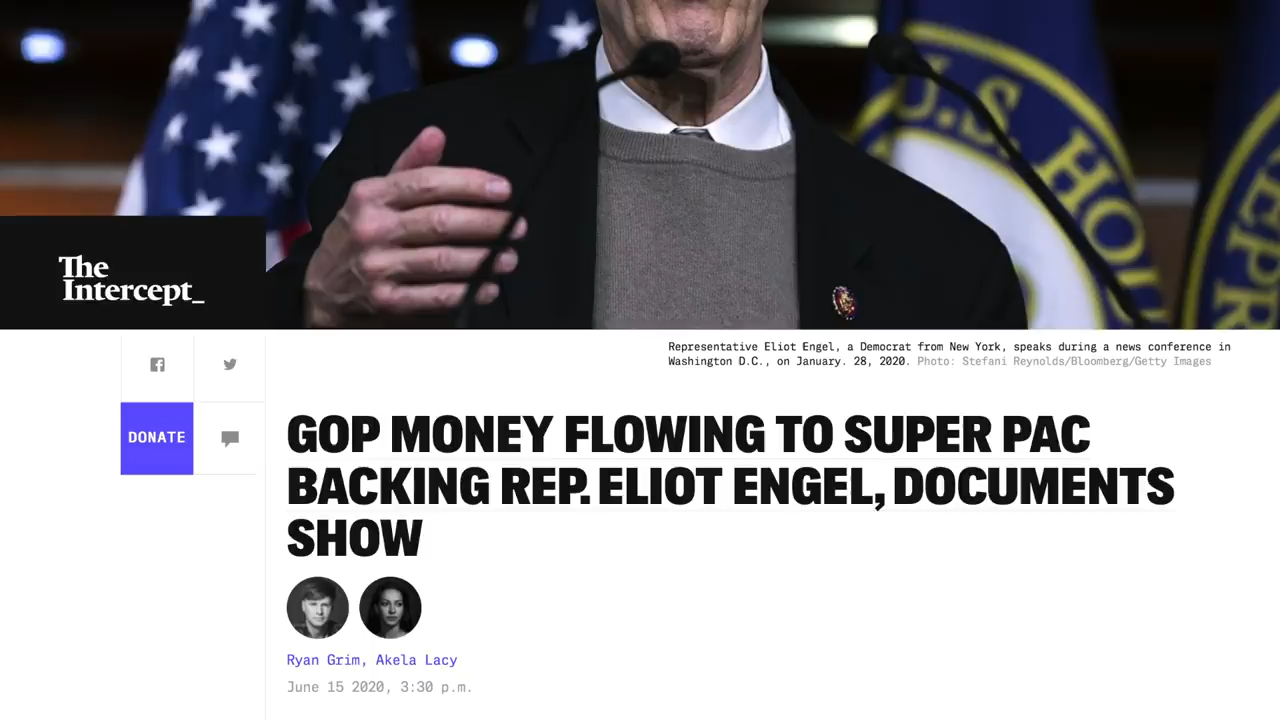 U.S. HOU
REPR
The
Intercept_
Representative Eliot Engel, a Democrat from New York, speaks during a news conference in
Washington D.C., on January. 28, 2020. Photo: Stefani Reynolds/Bloomberg/Getty Images
DONATE
GOP MONEY FLOWING TO SUPER PAC
BACKING REP. ELIOT ENGEL, DOCUMENTS
SHOW
Ryan Grim, Akela Lacy
June 15 2020, 3:30 p.m.